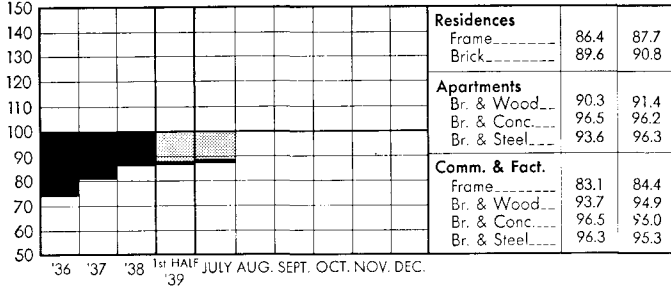 150
140
130
120
110
100
90
80
70
60
50
'36 '37 '38 1st HALF '39 JULY AUG. SEPT. OCT. NOV. DEC.
Residences
Frame 86.4 87.7
Brick 89.6 90.8
Apartments
Br. & Wood 90.3 91.4
Br. & Conc. 96.5 96.2
Br. & Steel 93.6 96.3
Comm. & Fact.
Frame 83.1 84.4
Br. & Wood 93.7 94.9
Br. & Conc. 96.5 96.0
Br. & Steel 96.3 95.3